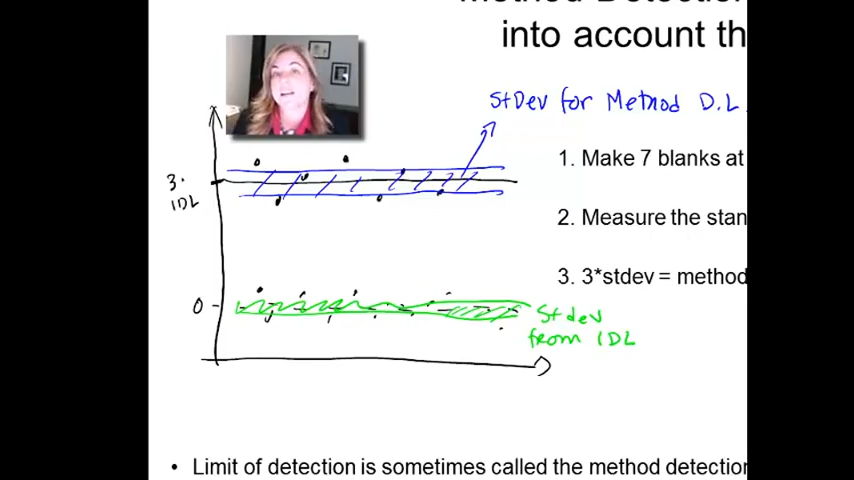 into account th
StDev for Method D.L.
1. Make 7 blanks at
3.
IDL
2. Measure the stan
3. 3*stdev = method
0
Stdev
from IDL
• Limit of detection is sometimes called the method detection